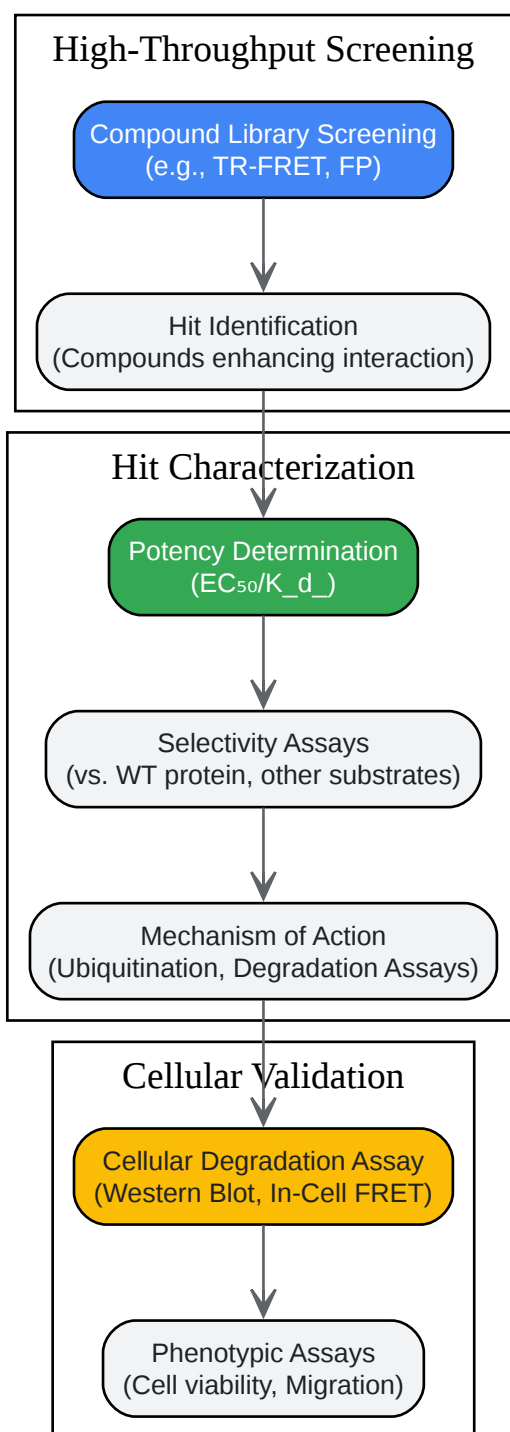 High-Throughput Screening
Compound Library Screening
(e.g., TR-FRET, FP)
Hit Identification
(Compounds enhancing interaction)
Hit Characterization
Potency Determination
(EC₅₀/K_d_)
Selectivity Assays
(vs. WT protein, other substrates)
Mechanism of Action
(Ubiquitination, Degradation Assays)
Cellular Validation
Cellular Degradation Assay
(Western Blot, In-Cell FRET)
Phenotypic Assays
(Cell viability, Migration)